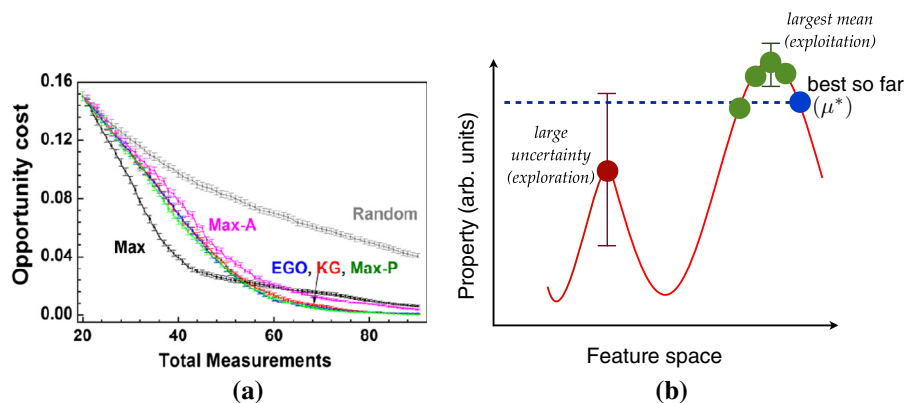 0.16
0.12
0.08
0.04
0.00
Opportunity cost
20
40
60
80
Total Measurements
Random
Max-A
Max
EGO, KG, Max-P
(a)
largest mean
(exploitation)
best so far
(μ*)
large
uncertainty
(exploration)
Property (arb. units)
Feature space
(b)